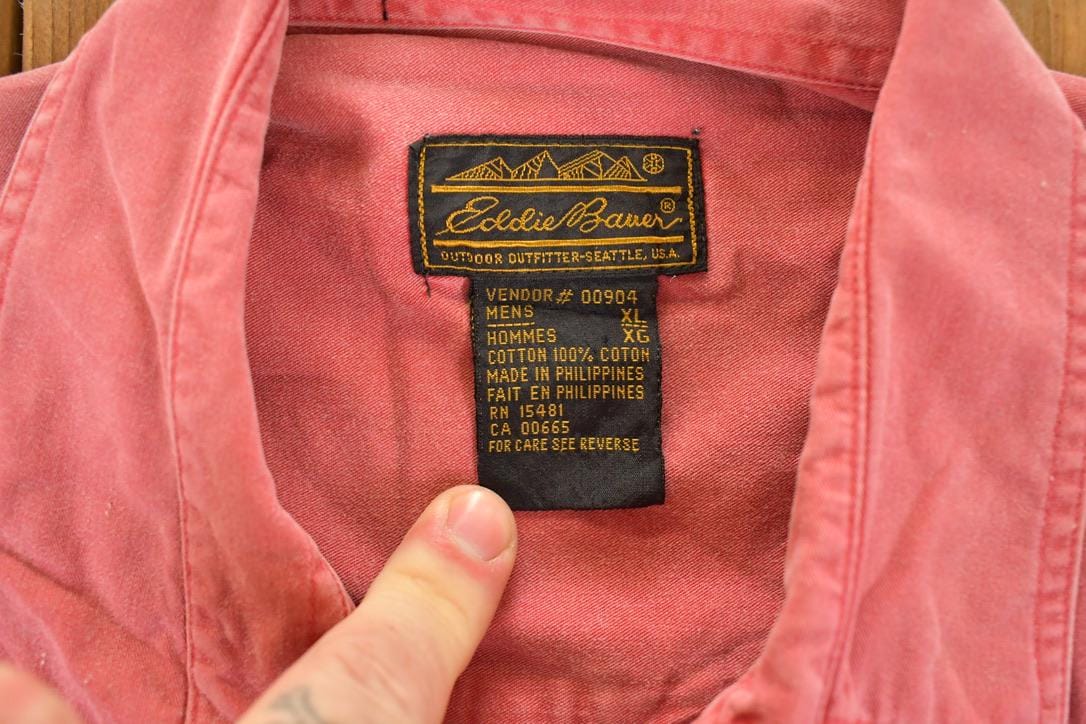 Eddie Bauer®
OUTDOOR OUTFITTER-SEATTLE, U.S.A.
VENDOR# 00904
MENS XL
HOMMES XG
COTTON 100% COTON
MADE IN PHILIPPINES
FAIT EN PHILIPPINES
RN 15481
CA 00665
FOR CARE SEE REVERSE